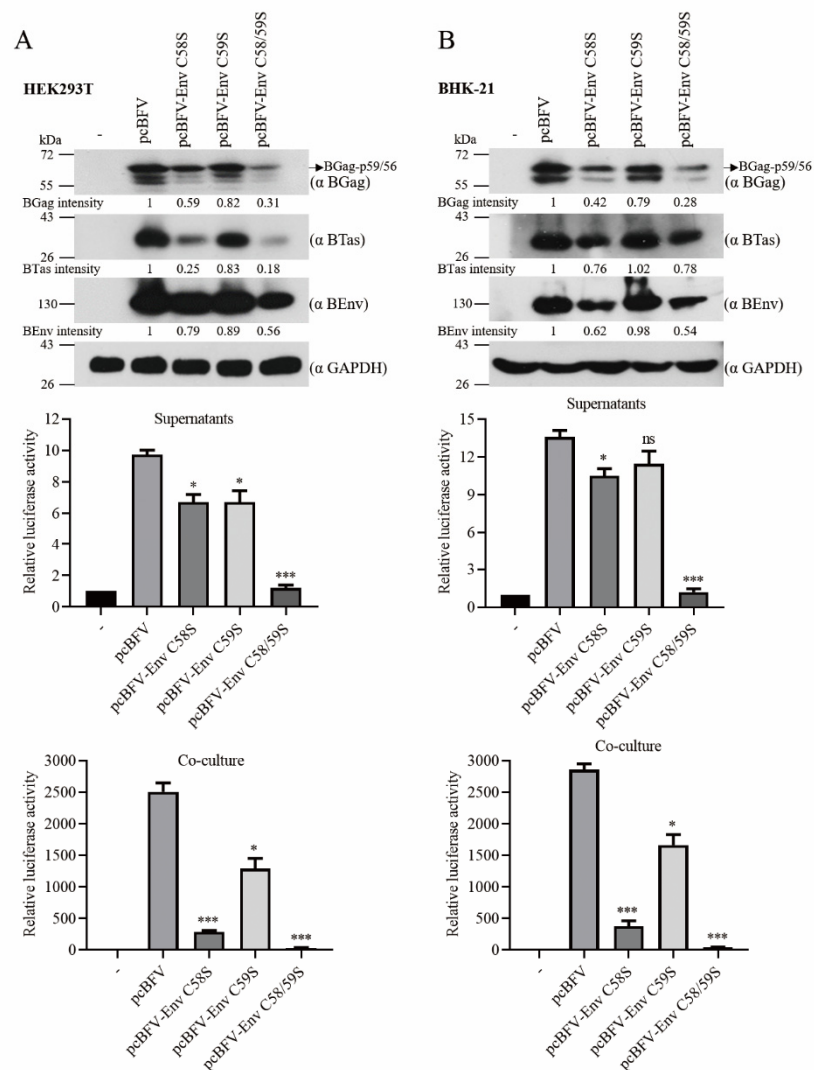 A
HEK293T
-
pcBFV
pcBFV-Env C58S
pcBFV-Env C59S
pcBFV-Env C58/59S
kDa
72
55
BGag-p59/56
(α BGag)
BGag intensity 1 0.59 0.82 0.31
43
26
(α BTas)
BTas intensity 1 0.25 0.83 0.18
130
(α BEnv)
BEnv intensity 1 0.79 0.89 0.56
43
26
(α GAPDH)
Supernatants
Relative luciferase activity
12
10
8
6
4
2
0
*
*
***
-
pcBFV
pcBFV-Env C58S
pcBFV-Env C59S
pcBFV-Env C58/59S
Co-culture
Relative luciferase activity
3000
2500
2000
1500
1000
500
0
***
*
***
-
pcBFV
pcBFV-Env C58S
pcBFV-Env C59S
pcBFV-Env C58/59S
B
BHK-21
-
pcBFV
pcBFV-Env C58S
pcBFV-Env C59S
pcBFV-Env C58/59S
kDa
72
55
BGag-p59/56
(α BGag)
BGag intensity 1 0.42 0.79 0.28
43
26
(α BTas)
BTas intensity 1 0.76 1.02 0.78
130
(α BEnv)
BEnv intensity 1 0.62 0.98 0.54
43
26
(α GAPDH)
Supernatants
Relative luciferase activity
15
12
9
6
3
0
*
ns
***
-
pcBFV
pcBFV-Env C58S
pcBFV-Env C59S
pcBFV-Env C58/59S
Co-culture
Relative luciferase activity
3000
2500
2000
1500
1000
500
0
***
*
***
-
pcBFV
pcBFV-Env C58S
pcBFV-Env C59S
pcBFV-Env C58/59S